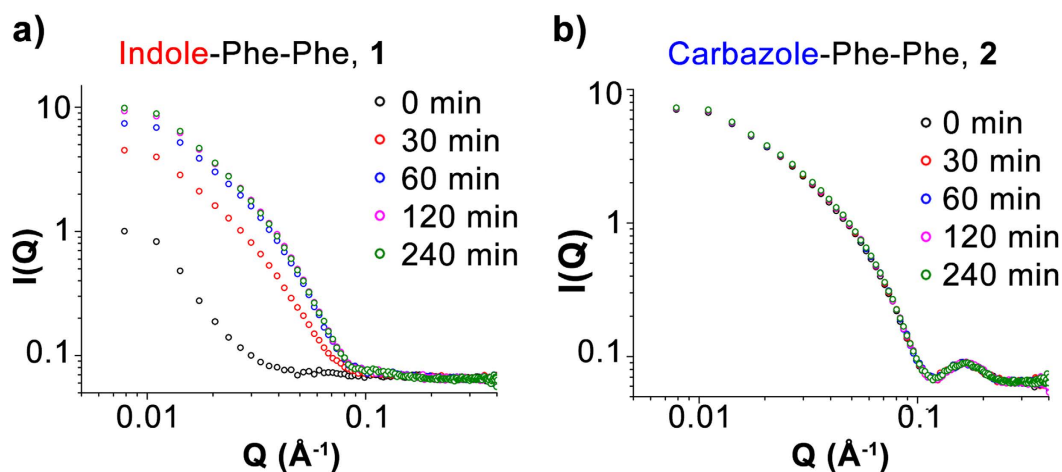 a)
Indole-Phe-Phe, 1
I(Q)
10
1
0.1
0 min
30 min
60 min
120 min
240 min
0.01
0.1
Q (Å-1)
b)
Carbazole-Phe-Phe, 2
I(Q)
10
1
0.1
0 min
30 min
60 min
120 min
240 min
0.01
0.1
Q (Å-1)